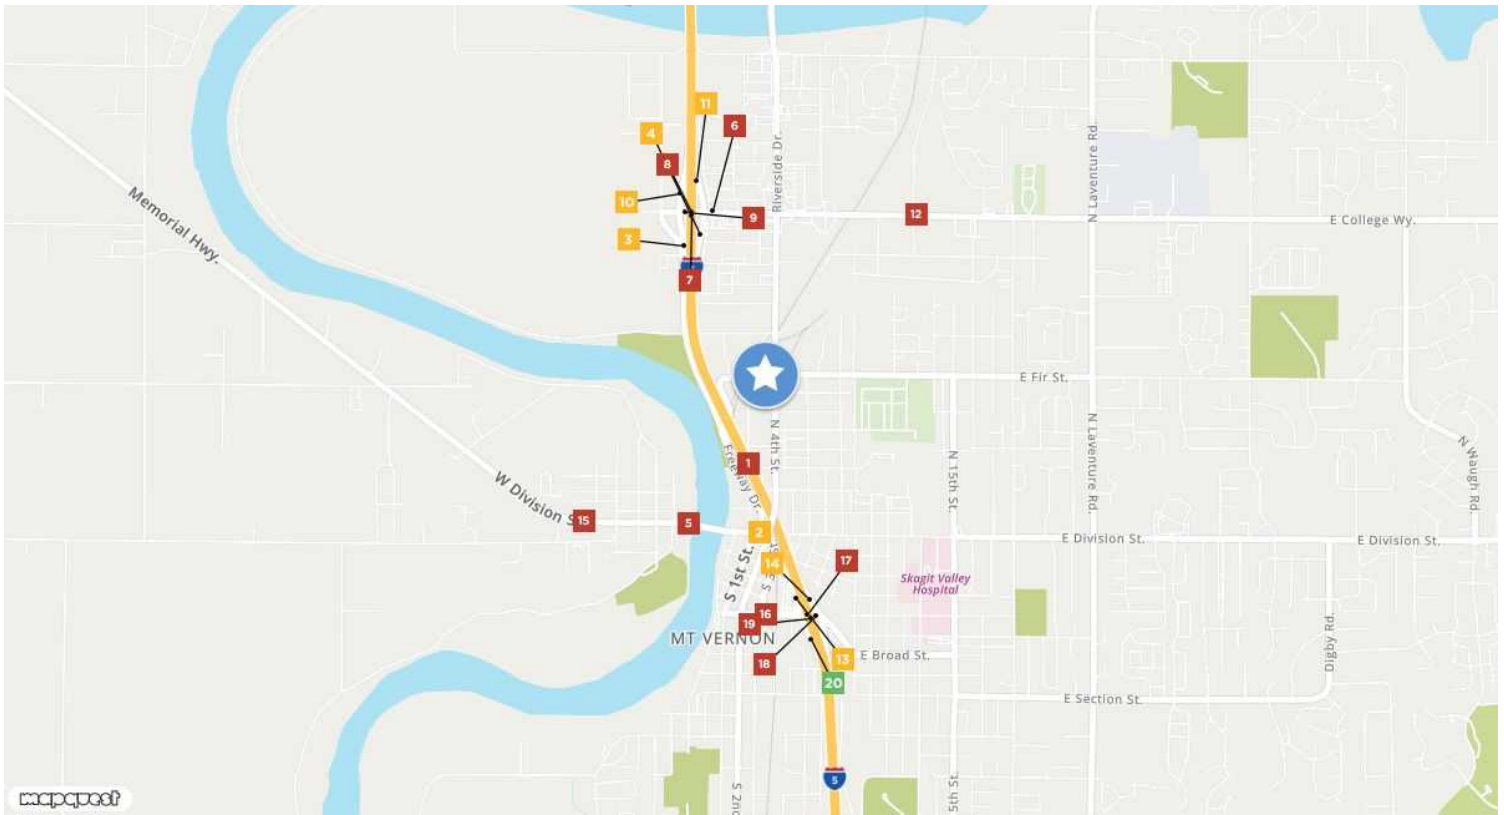 11
4
6
8
10
9
12
3
7
Memorial Hwy.
Riverside Dr.
N Laventure Rd.
E College Wy.
E Fir St.
N 4th St.
Freeway Dr.
1
N 15th St.
N Laventure Rd.
N Waugh Rd.
W Division S
15
5
2
E Division St.
E Division St.
14
17
S 1st St.
Skagit Valley
Hospital
16
19
MT VERNON
18
13
E Broad St.
Digby Rd.
20
E Section St.
5
S 2nd
5th St.
mapquest